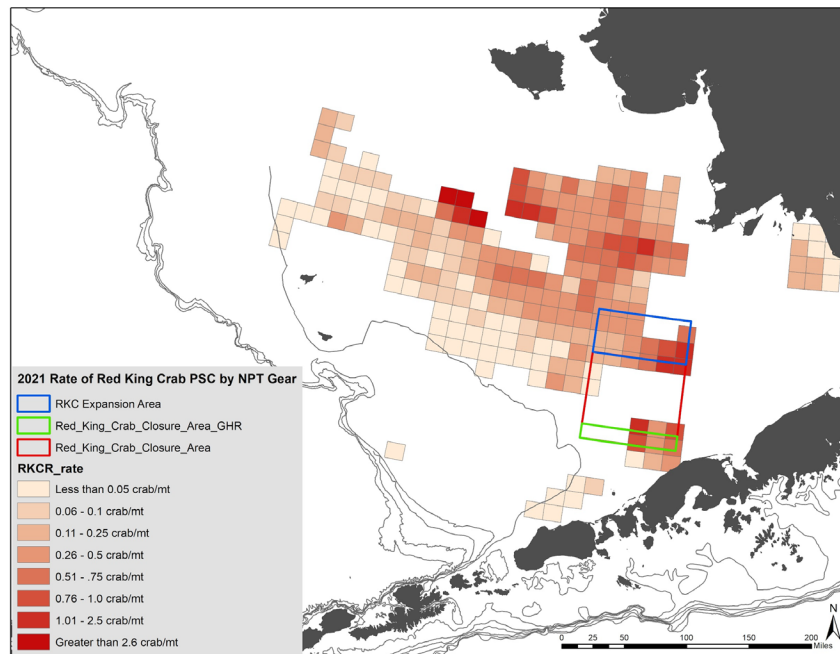 2021 Rate of Red King Crab PSC by NPT Gear
RKC Expansion Area
Red_King_Crab_Closure_Area_GHR
Red_King_Crab_Closure_Area
RKCR_rate
Less than 0.05 crab/mt
0.06 - 0.1 crab/mt
0.11 - 0.25 crab/mt
0.26 - 0.5 crab/mt
0.51 - .75 crab/mt
0.76 - 1.0 crab/mt
1.01 - 2.5 crab/mt
Greater than 2.6 crab/mt
N
0 25 50 100 150 200
Miles